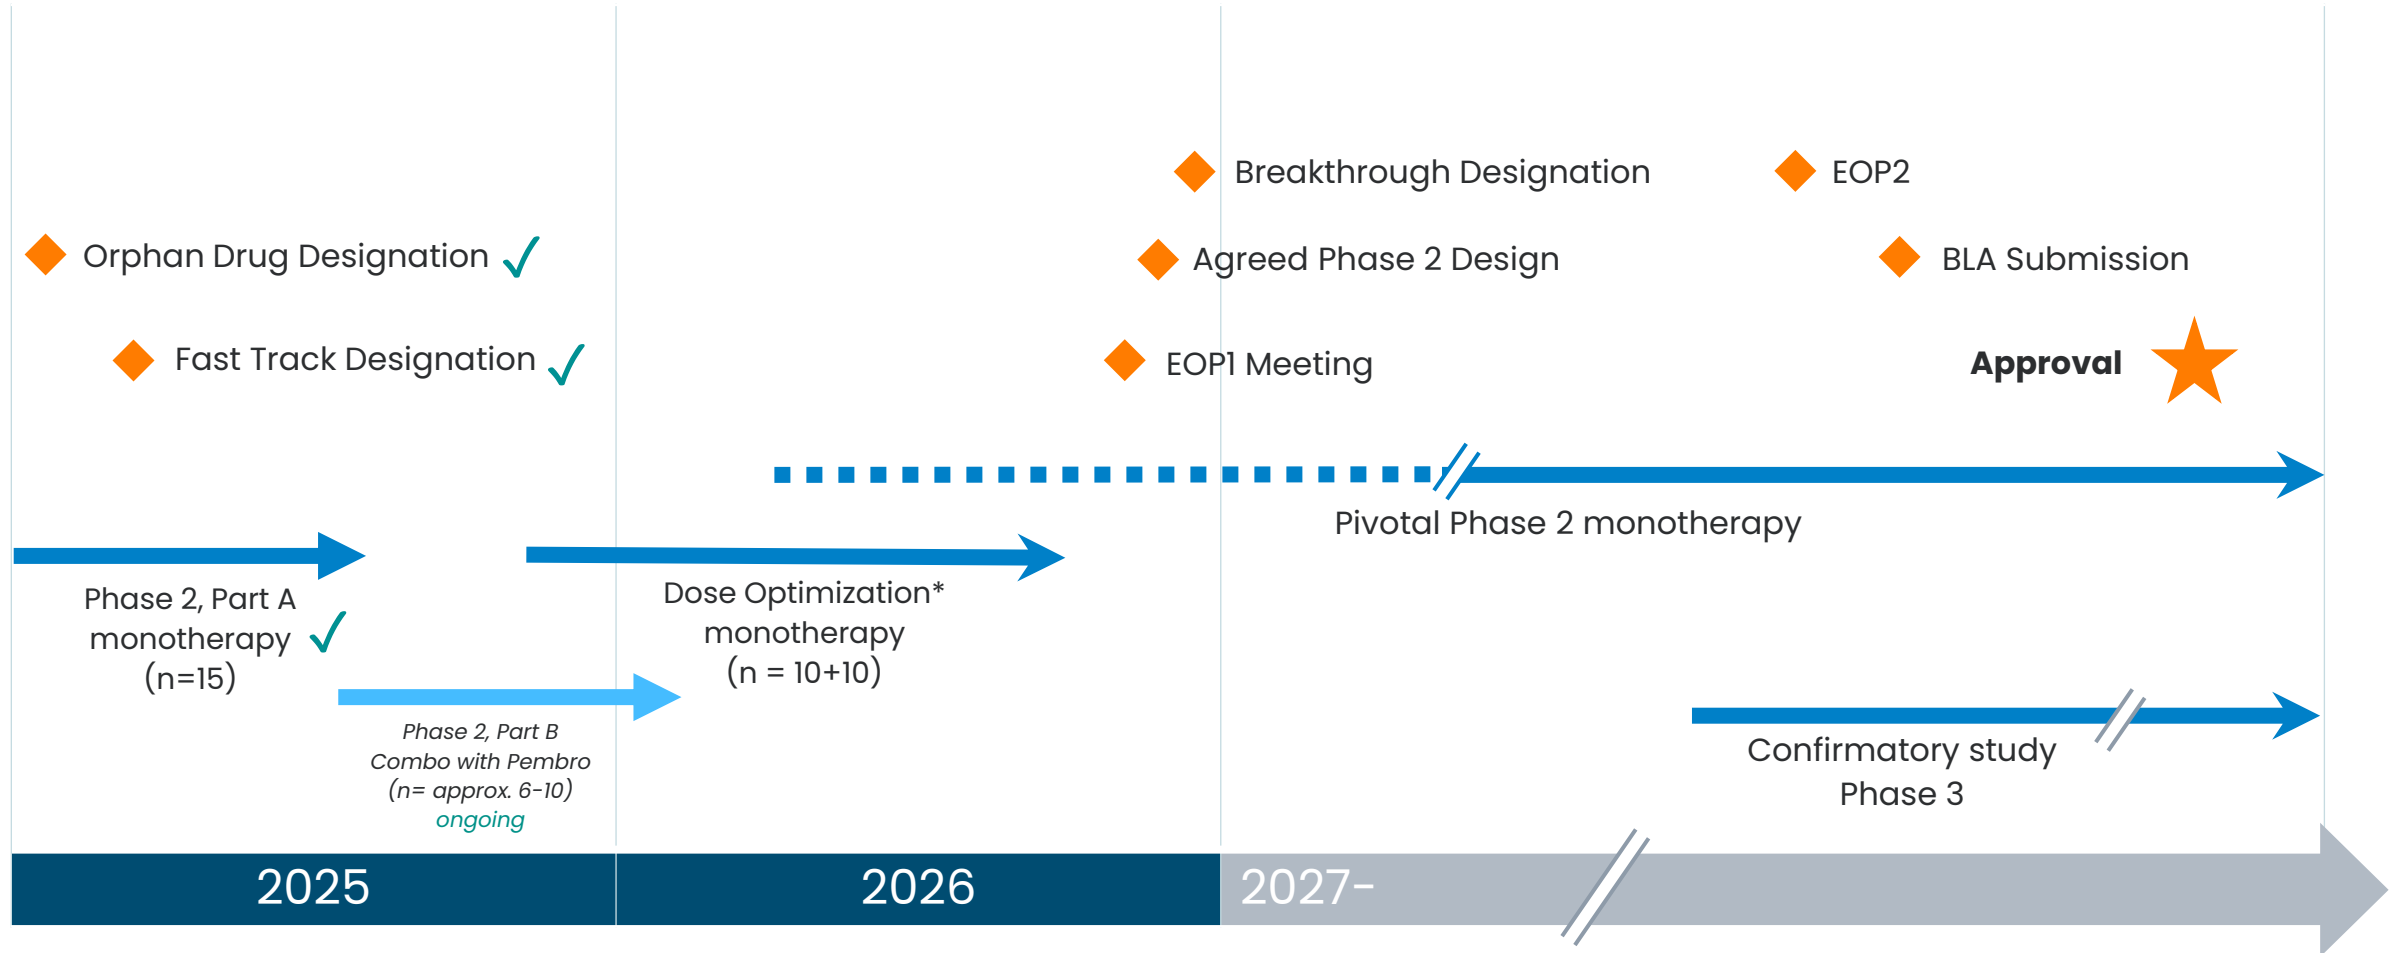 Breakthrough Designation
EOP2
Orphan Drug Designation
Agreed Phase 2 Design
BLA Submission
Fast Track Designation
EOP1 Meeting
Approval
Pivotal Phase 2 monotherapy
Phase 2, Part A
monotherapy
(n=15)
Dose Optimization*
monotherapy
(n = 10+10)
Phase 2, Part B
Combo with Pembro
(n= approx. 6-10)
ongoing
Confirmatory study
Phase 3
2025
2026
2027-